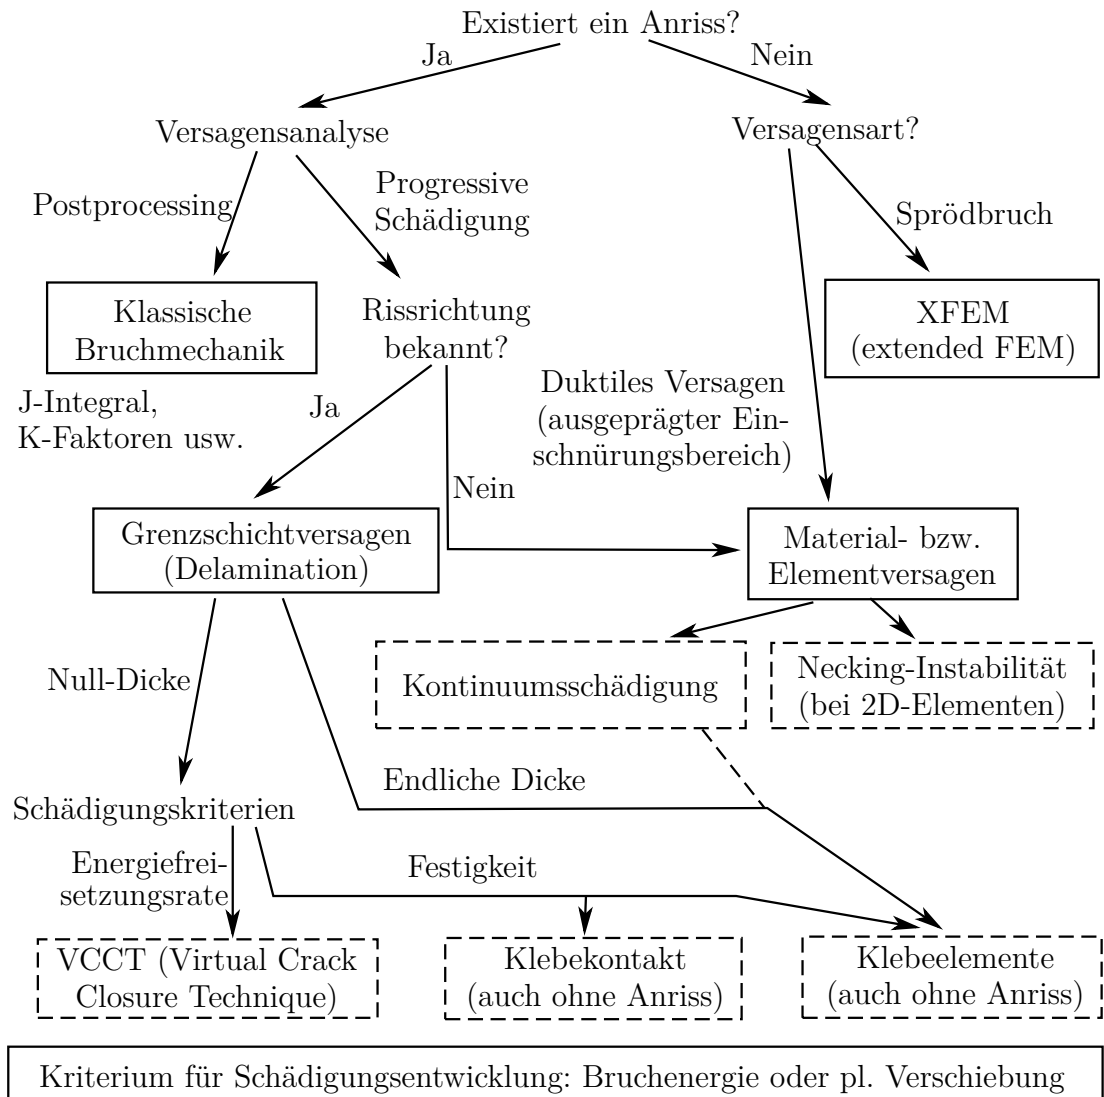 Existiert ein Anriss?
Ja
Nein
Versagensanalyse
Versagensart?
Postprocessing
Progressive
Schädigung
Sprödbruch
Klassische
Bruchmechanik
Rissrichtung
bekannt?
XFEM
(extended FEM)
J-Integral,
K-Faktoren usw.
Ja
Nein
Duktiles Versagen
(ausgeprägter Ein-
schnürungsbereich)
Grenzschichtversagen
(Delamination)
Material- bzw.
Elementversagen
Null-Dicke
Kontinuumsschädigung
Necking-Instabilität
(bei 2D-Elementen)
Endliche Dicke
Schädigungskriterien
Energiefrei-
setzungsrate
Festigkeit
VCCT (Virtual Crack
Closure Technique)
Klebekontakt
(auch ohne Anriss)
Klebeelemente
(auch ohne Anriss)
Kriterium für Schädigungsentwicklung: Bruchenergie oder pl. Verschiebung